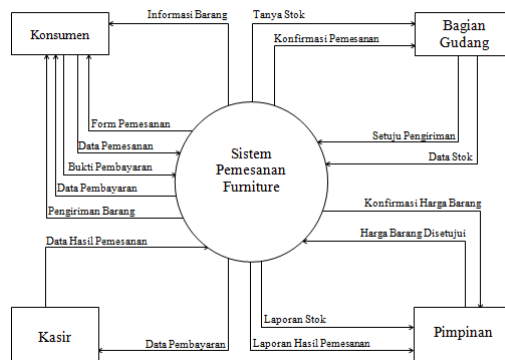 Informasi Barang
Tanya Stok
Konsumen
Bagian
Gudang
Konfirmasi Pemesanan
Form Pemesanan
Data Pemesanan
Bukti Pembayaran
Data Pembayaran
Pengiriman Barang
Sistem
Pemesanan
Furniture
Setuju Pengiriman
Data Stok
Konfirmasi Harga Barang
Data Hasil Pemesanan
Harga Barang Disetujui
Kasir
Data Pembayaran
Laporan Stok
Laporan Hasil Pemesanan
Pimpinan